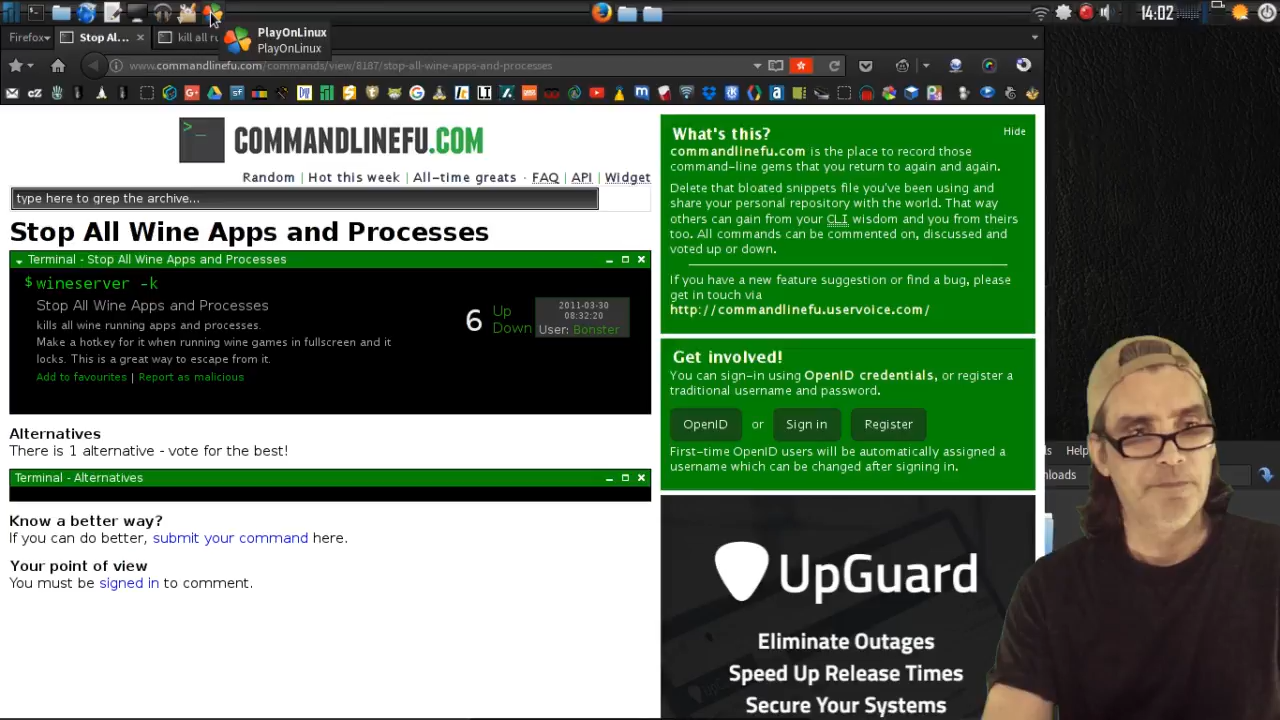 14:02
PlayOnLinux
PlayOnLinux
Firefox
Stop Al...
kill all ru
www.commandlinefu.com/commands/view/8187/stop-all-wine-apps-and-processes
COMMANDLINEFU.COM
Random | Hot this week | All-time greats · FAQ | API | Widget
type here to grep the archive...
Stop All Wine Apps and Processes
Terminal - Stop All Wine Apps and Processes
$ wineserver -k
Stop All Wine Apps and Processes
kills all wine running apps and processes.
Make a hotkey for it when running wine games in fullscreen and it
locks. This is a great way to escape from it.
Add to favourites | Report as malicious
6
Up
Down
2011-03-30
08:32:20
User: Bonster
Alternatives
There is 1 alternative - vote for the best!
Terminal - Alternatives
Know a better way?
If you can do better, submit your command here.
Your point of view
You must be signed in to comment.
What's this?
Hide
commandlinefu.com is the place to record those
command-line gems that you return to again and again.
Delete that bloated snippets file you've been using and
share your personal repository with the world. That way
others can gain from your CLI wisdom and you from theirs
too. All commands can be commented on, discussed and
voted up or down.
If you have a new feature suggestion or find a bug, please
get in touch via
http://commandlinefu.uservoice.com/
Get involved!
You can sign-in using OpenID credentials, or register a
traditional username and password.
OpenID or Sign in Register
First-time OpenID users will be automatically assigned a
username which can be changed after signing in.
UpGuard
Eliminate Outages
Speed Up Release Times
Secure Your Systems
ls Help
nloads